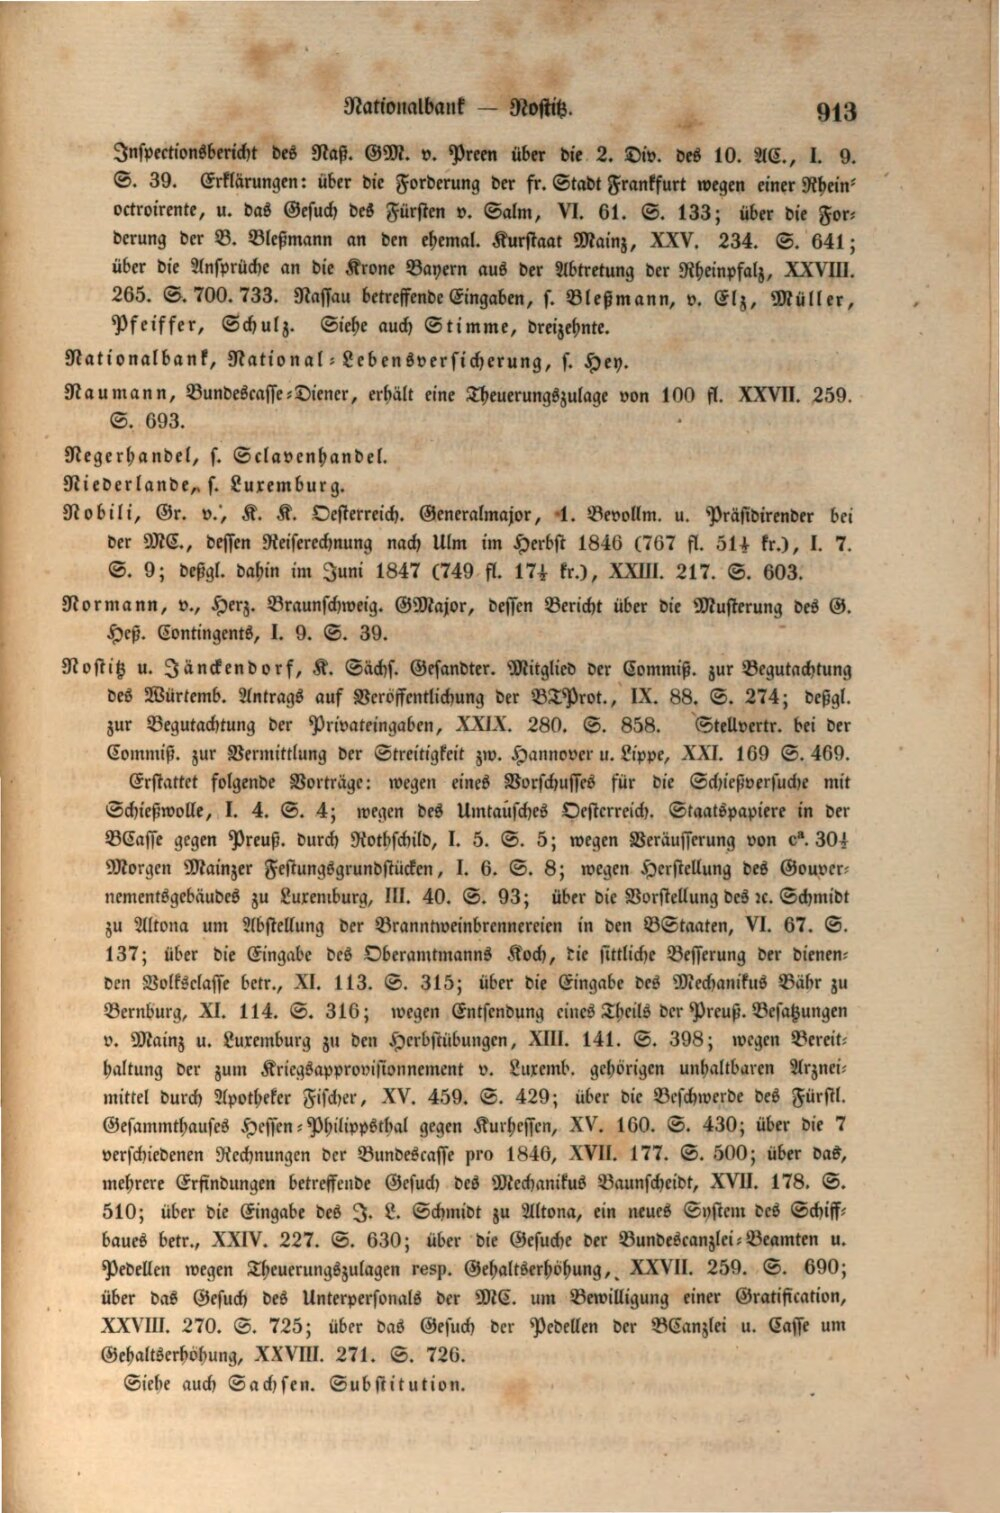 Nationalbank — Nostitz. 913
Inspectionsbericht des Naß. GM. v. Preen über die 2. Div. des 10. AC., I. 9.
S. 39. Erklärungen: über die Forderung der fr. Stadt Frankfurt wegen einer Rhein-
octroirente, u. das Gesuch des Fürsten v. Salm, VI. 61. S. 133; über die For-
derung der B. Bleßmann an den ehemal. Kurstaat Mainz, XXV. 234. S. 641;
über die Ansprüche an die Krone Bayern aus der Abtretung der Rheinpfalz, XXVIII.
265. S. 700. 733. Nassau betreffende Eingaben, s. Bleßmann, v. Elz, Müller,
Pfeiffer, Schulz. Siehe auch Stimme, dreizehnte.
Nationalbank, National-Lebensversicherung, s. Hey.
Naumann, Bundescasse-Diener, erhält eine Theuerungszulage von 100 fl. XXVII. 259.
S. 693.
Negerhandel, s. Sclavenhandel.
Niederlande, s. Luxemburg.
Nobili, Gr. v., K. K. Oesterreich. Generalmajor, 1. Bevollm. u. Präsidirender bei
der MC., dessen Reiserechnung nach Ulm im Herbst 1846 (767 fl. 51½ kr.), I. 7.
S. 9; deßgl. dahin im Juni 1847 (749 fl. 17½ kr.), XXIII. 217. S. 603.
Normann, v., Herz. Braunschweig. GMajor, dessen Bericht über die Musterung des G.
Heß. Contingents, I. 9. S. 39.
Nostitz u. Jänckendorf, K. Sächs. Gesandter. Mitglied der Commiß. zur Begutachtung
des Würtemb. Antrags auf Veröffentlichung der BTProt., IX. 88. S. 274; deßgl.
zur Begutachtung der Privateingaben, XXIX. 280. S. 858. Stellvertr. bei der
Commiß. zur Vermittlung der Streitigkeit zw. Hannover u. Lippe, XXI. 169 S. 469.
Erstattet folgende Vorträge: wegen eines Vorschusses für die Schießversuche mit
Schießwolle, I. 4. S. 4; wegen des Umtausches Oesterreich. Staatspapiere in der
BCasse gegen Preuß. durch Rothschild, I. 5. S. 5; wegen Veräusserung von cª. 30½
Morgen Mainzer Festungsgrundstücken, I. 6. S. 8; wegen Herstellung des Gouver-
nementsgebäudes zu Luxemburg, III. 40. S. 93; über die Vorstellung des ꝛc. Schmidt
zu Altona um Abstellung der Branntweinbrennereien in den BStaaten, VI. 67. S.
137; über die Eingabe des Oberamtmanns Koch, die sittliche Besserung der dienen-
den Volksclasse betr., XI. 113. S. 315; über die Eingabe des Mechanikus Bähr zu
Bernburg, XI. 114. S. 316; wegen Entsendung eines Theils der Preuß. Besatzungen
v. Mainz u. Luxemburg zu den Herbstübungen, XIII. 141. S. 398; wegen Bereit-
haltung der zum Kriegsapprovisionnement v. Luxemb. gehörigen unhaltbaren Arznei-
mittel durch Apotheker Fischer, XV. 459. S. 429; über die Beschwerde des Fürstl.
Gesammthauses Hessen-Philippsthal gegen Kurhessen, XV. 160. S. 430; über die 7
verschiedenen Rechnungen der Bundescasse pro 1846, XVII. 177. S. 500; über das,
mehrere Erfindungen betreffende Gesuch des Mechanikus Baunscheidt, XVII. 178. S.
510; über die Eingabe des J. L. Schmidt zu Altona, ein neues System des Schiff-
baues betr., XXIV. 227. S. 630; über die Gesuche der Bundescanzlei-Beamten u.
Pedellen wegen Theuerungszulagen resp. Gehaltserhöhung, XXVII. 259. S. 690;
über das Gesuch des Unterpersonals der MC. um Bewilligung einer Gratification,
XXVIII. 270. S. 725; über das Gesuch der Pedellen der BCanzlei u. Casse um
Gehaltserhöhung, XXVIII. 271. S. 726.
Siehe auch Sachsen. Substitution.